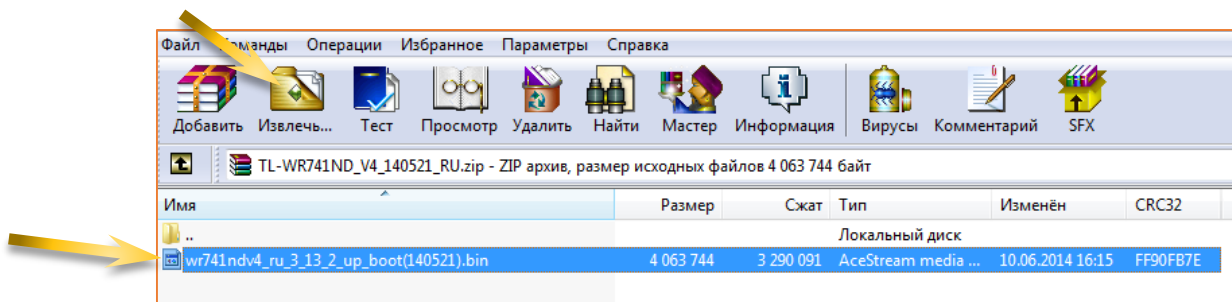 Файл Команды Операции Избранное Параметры Справка
Добавить Извлечь... Тест Просмотр Удалить Найти Мастер Информация Вирусы Комментарий SFX
TL-WR741ND_V4_140521_RU.zip - ZIP архив, размер исходных файлов 4 063 744 байт
Имя Размер Сжат Тип Изменён CRC32
.. Локальный диск
wr741ndv4_ru_3_13_2_up_boot(140521).bin 4 063 744 3 290 091 AceStream media ... 10.06.2014 16:15 FF90FB7E